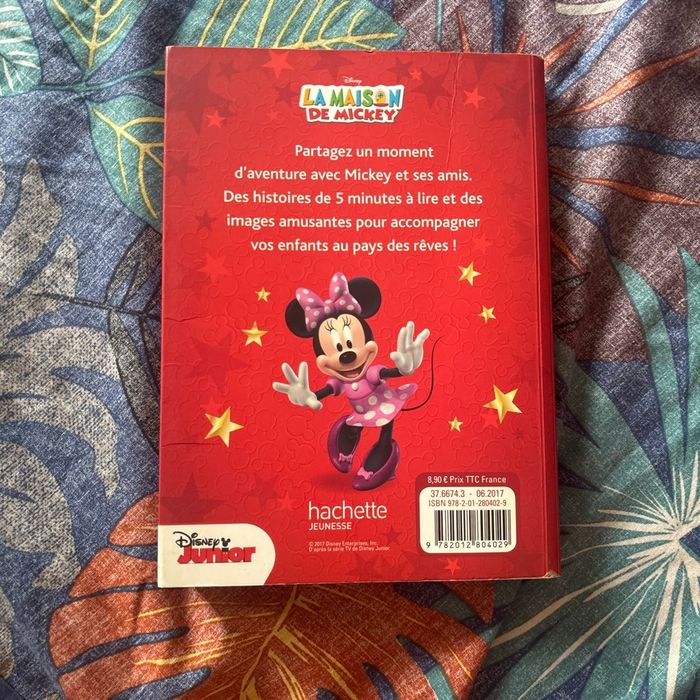 Disney
LA MAISON
DE MICKEY
Partagez un moment
d'aventure avec Mickey et ses amis.
Des histoires de 5 minutes à lire et des
images amusantes pour accompagner
vos enfants au pays des rêves !
8,90 € Prix TTC France
37.6674.3 - 06.2017
ISBN 978-2-01-280402-9
9 782012 804029
hachette
JEUNESSE
© 2017 Disney Enterprises, Inc.
D'après la série TV de Disney Junior.
Disney
Junior